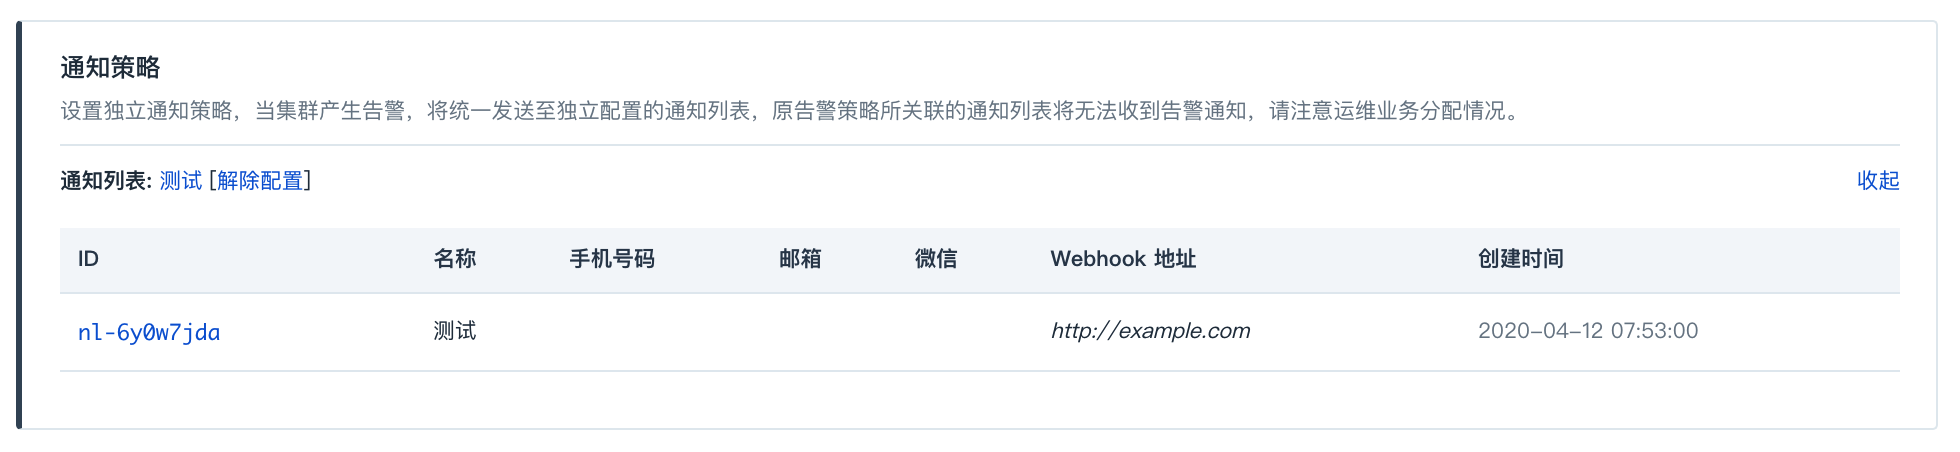 通知策略
设置独立通知策略，当集群产生告警，将统一发送至独立配置的通知列表，原告警策略所关联的通知列表将无法收到告警通知，请注意运维业务分配情况。
通知列表: 测试 [解除配置] 收起
ID 名称 手机号码 邮箱 微信 Webhook 地址 创建时间
nl-6y0w7jda 测试 http://example.com 2020-04-12 07:53:00